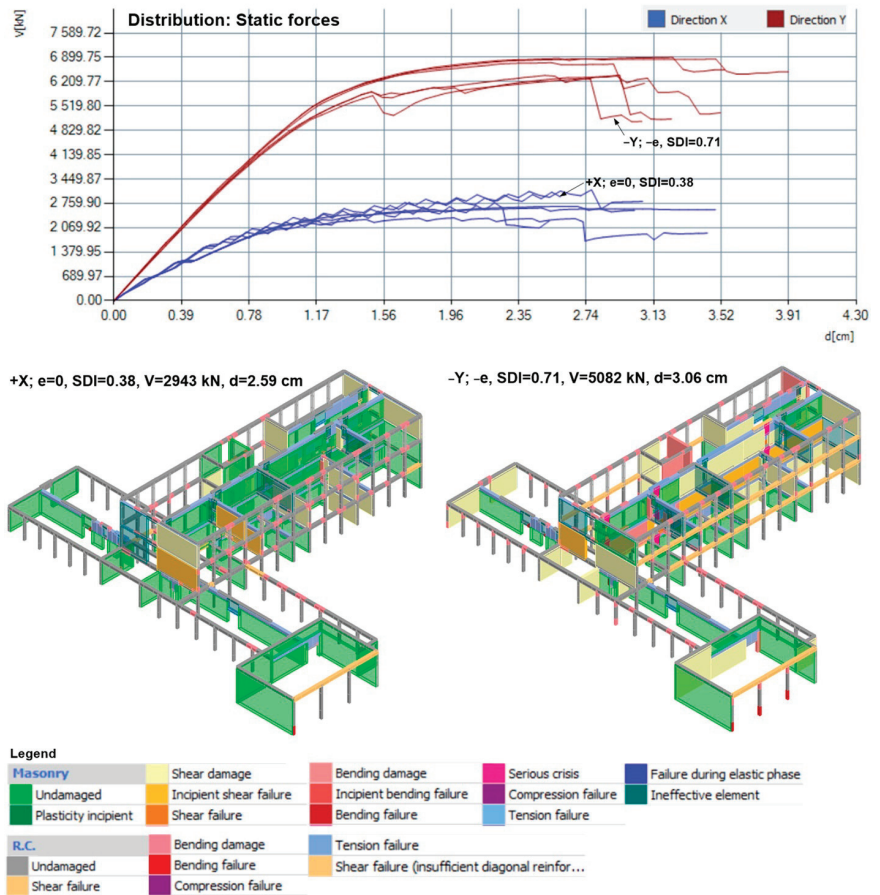 V[kN]
Distribution: Static forces
Direction X
Direction Y
7 589.72
6 899.75
6 209.77
5 519.80
4 829.82
4 139.85
3 449.87
2 759.90
2 069.92
1 379.95
689.97
0.00
–Y; –e, SDI=0.71
+X; e=0, SDI=0.38
0.00 0.39 0.78 1.17 1.56 1.96 2.35 2.74 3.13 3.52 3.91 4.30
d[cm]
+X; e=0, SDI=0.38, V=2943 kN, d=2.59 cm
–Y; –e, SDI=0.71, V=5082 kN, d=3.06 cm
Legend
Masonry
Undamaged
Plasticity incipient
Shear damage
Incipient shear failure
Shear failure
Bending damage
Incipient bending failure
Bending failure
Serious crisis
Compression failure
Tension failure
Failure during elastic phase
Ineffective element
R.C.
Undamaged
Shear failure
Bending damage
Bending failure
Compression failure
Tension failure
Shear failure (insufficient diagonal reinfor...